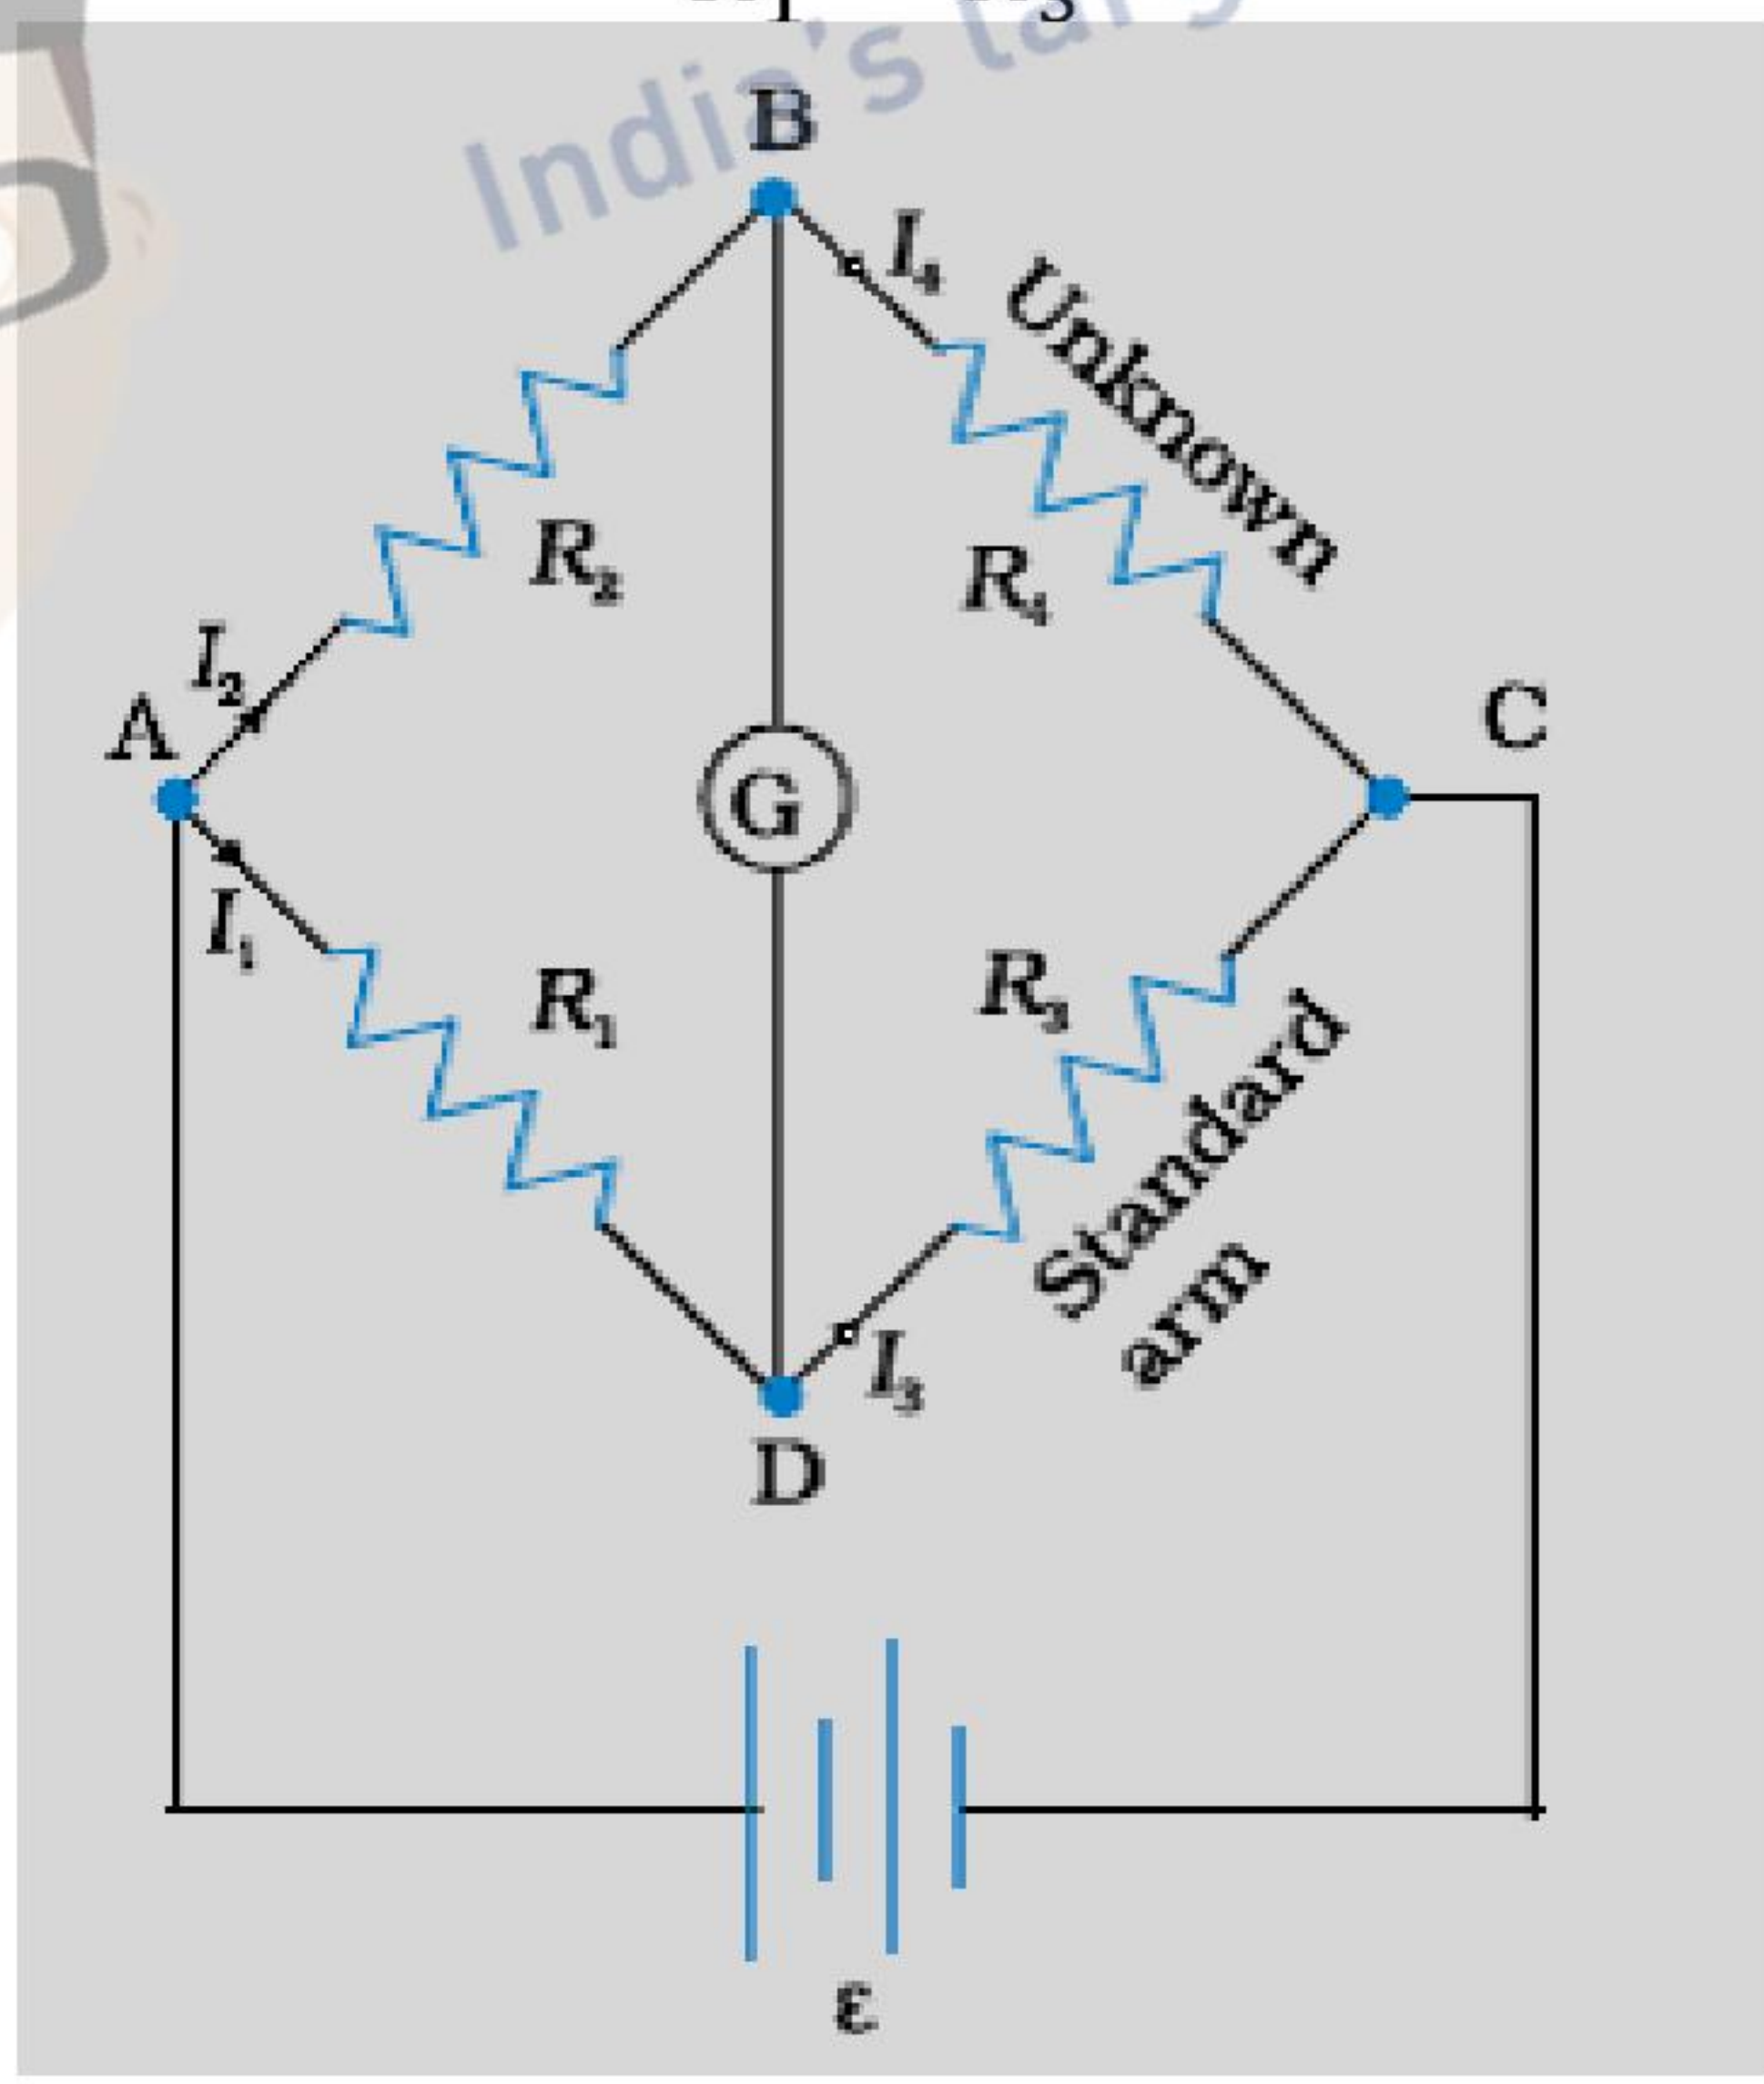 India's
B
I₄
Unknown
R₂
R₄
I₂
A
C
G
I₁
R₁
R₃
Standard
arm
I₃
D
ε